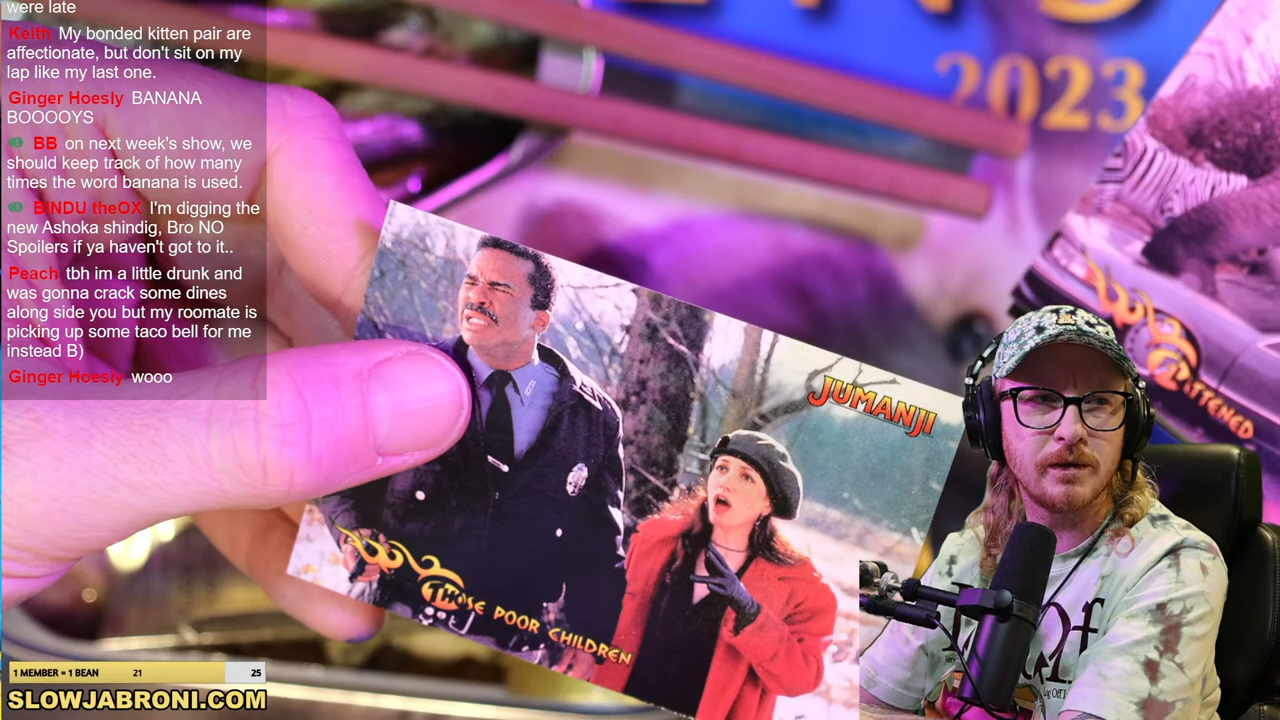 were late
Keith My bonded kitten pair are
affectionate, but don't sit on my
lap like my last one.
Ginger Hoesly BANANA
BOOOOYS
BB on next week's show, we
should keep track of how many
times the word banana is used.
BINDU theOX I'm digging the
new Ashoka shindig, Bro NO
Spoilers if ya haven't got to it..
Peach tbh im a little drunk and
was gonna crack some dines
along side you but my roomate is
picking up some taco bell for me
instead B)
Ginger Hoesly wooo
2023
JUMANJI
THOSE POOR CHILDREN
1 MEMBER = 1 BEAN 21 25
SLOWJABRONI.COM
Log Off